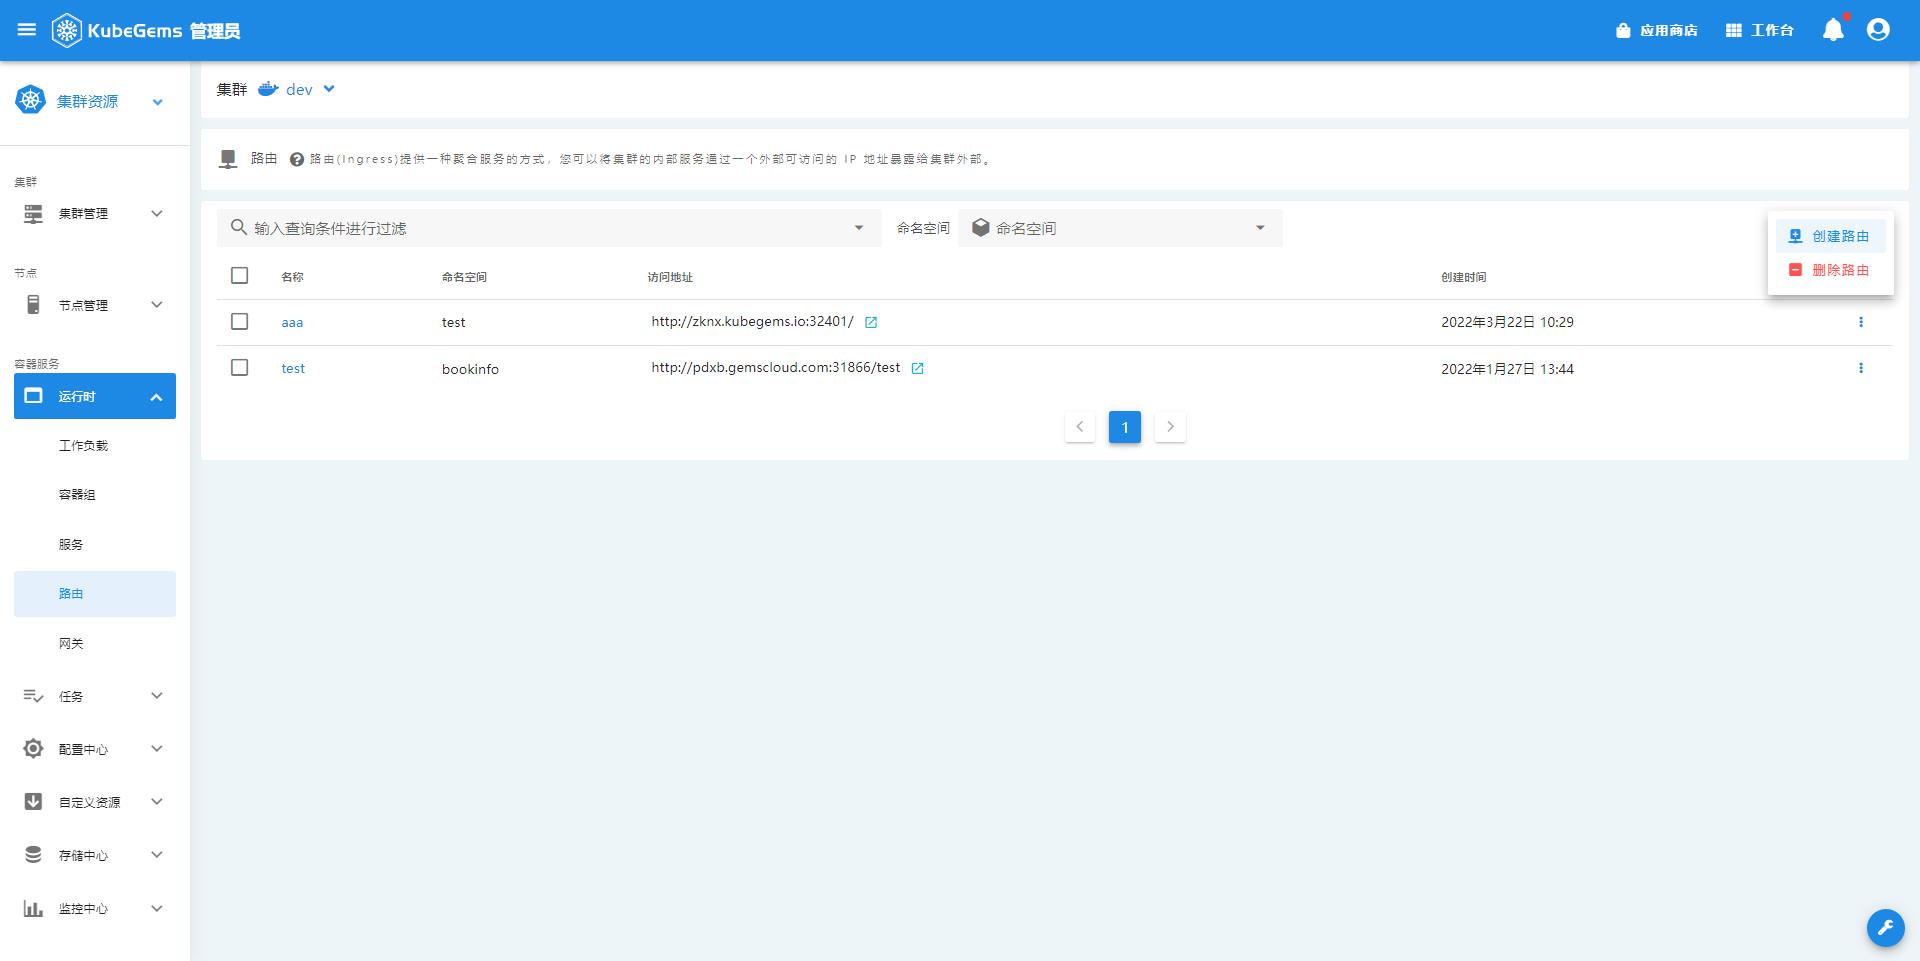 KubeGems 管理员
应用商店
工作台
集群资源
集群 dev
路由 路由(Ingress)提供一种聚合服务的方式，您可以将集群的内部服务通过一个外部可访问的 IP 地址暴露给集群外部。
集群
集群管理
节点
节点管理
容器服务
运行时
工作负载
容器组
服务
路由
网关
任务
配置中心
自定义资源
存储中心
监控中心
输入查询条件进行过滤
命名空间 命名空间
创建路由
删除路由
名称 命名空间 访问地址 创建时间
aaa test http://zknx.kubegems.io:32401/ 2022年3月22日 10:29
test bookinfo http://pdxb.gemscloud.com:31866/test 2022年1月27日 13:44
1